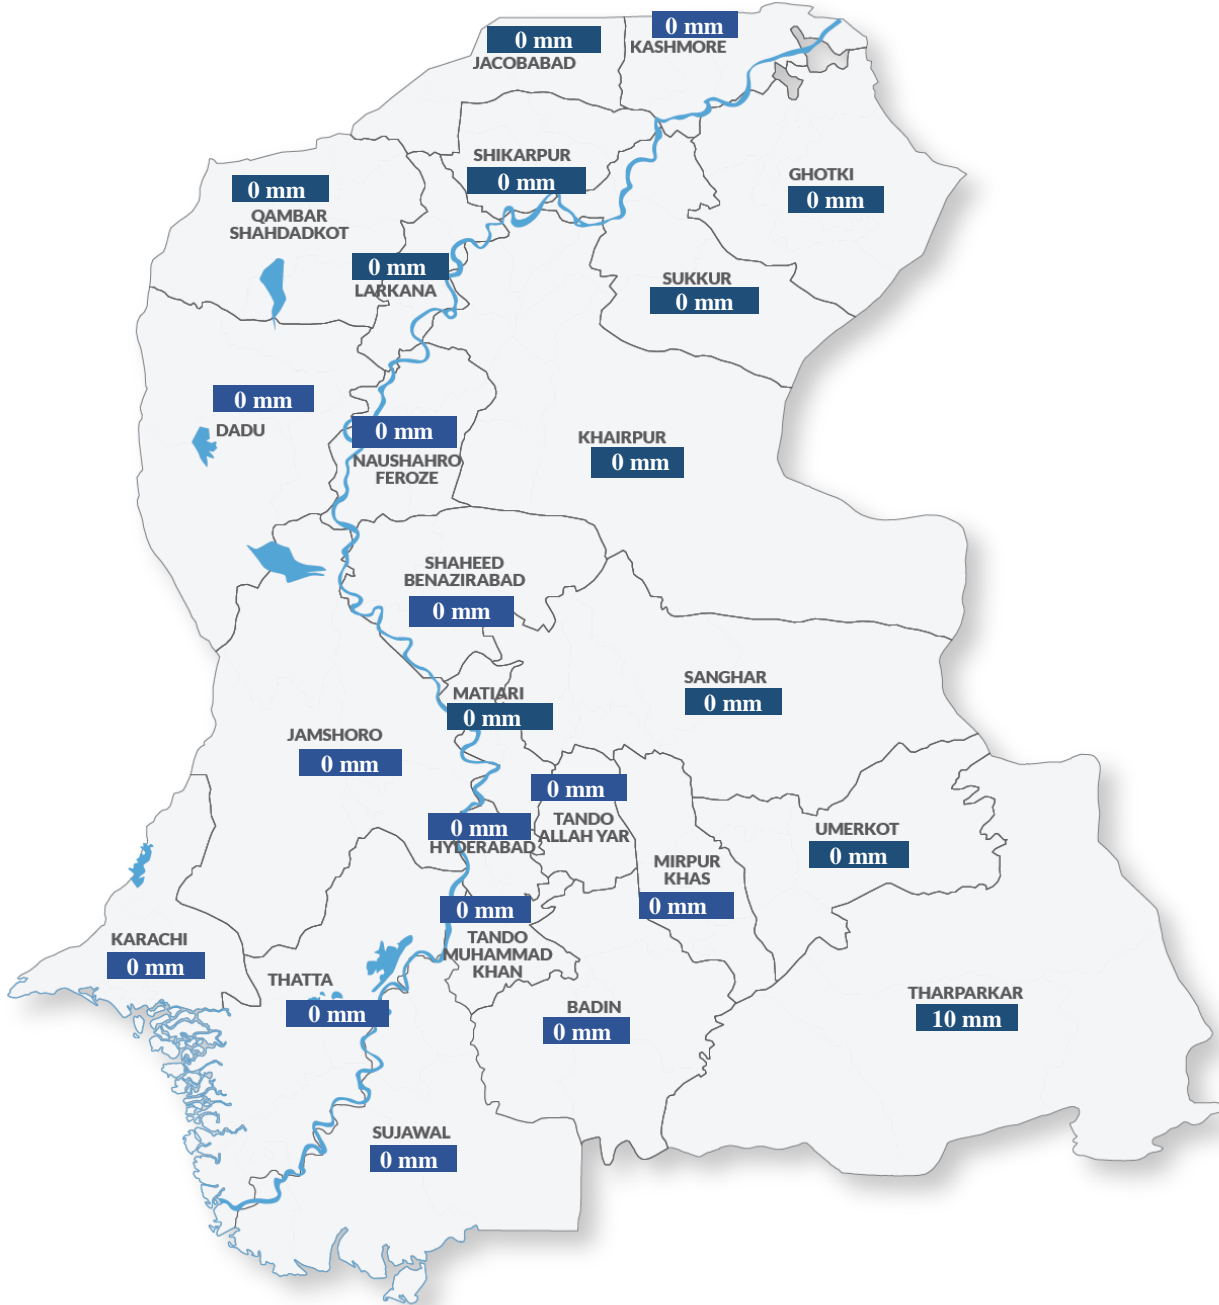 0 mm
KASHMORE
0 mm
JACOBABAD
SHIKARPUR
0 mm
GHOTKI
0 mm
0 mm
QAMBAR
SHAHDADKOT
0 mm
LARKANA
SUKKUR
0 mm
0 mm
DADU
0 mm
NAUSHAHRO
FEROZE
KHAIRPUR
0 mm
SHAHEED
BENAZIRABAD
0 mm
SANGHAR
0 mm
MATIARI
0 mm
JAMSHORO
0 mm
0 mm
TANDO
ALLAH YAR
0 mm
HYDERABAD
UMERKOT
0 mm
MIRPUR
KHAS
0 mm
0 mm
TANDO
MUHAMMAD
KHAN
KARACHI
0 mm
THATTA
0 mm
BADIN
0 mm
THARPARKAR
10 mm
SUJAWAL
0 mm